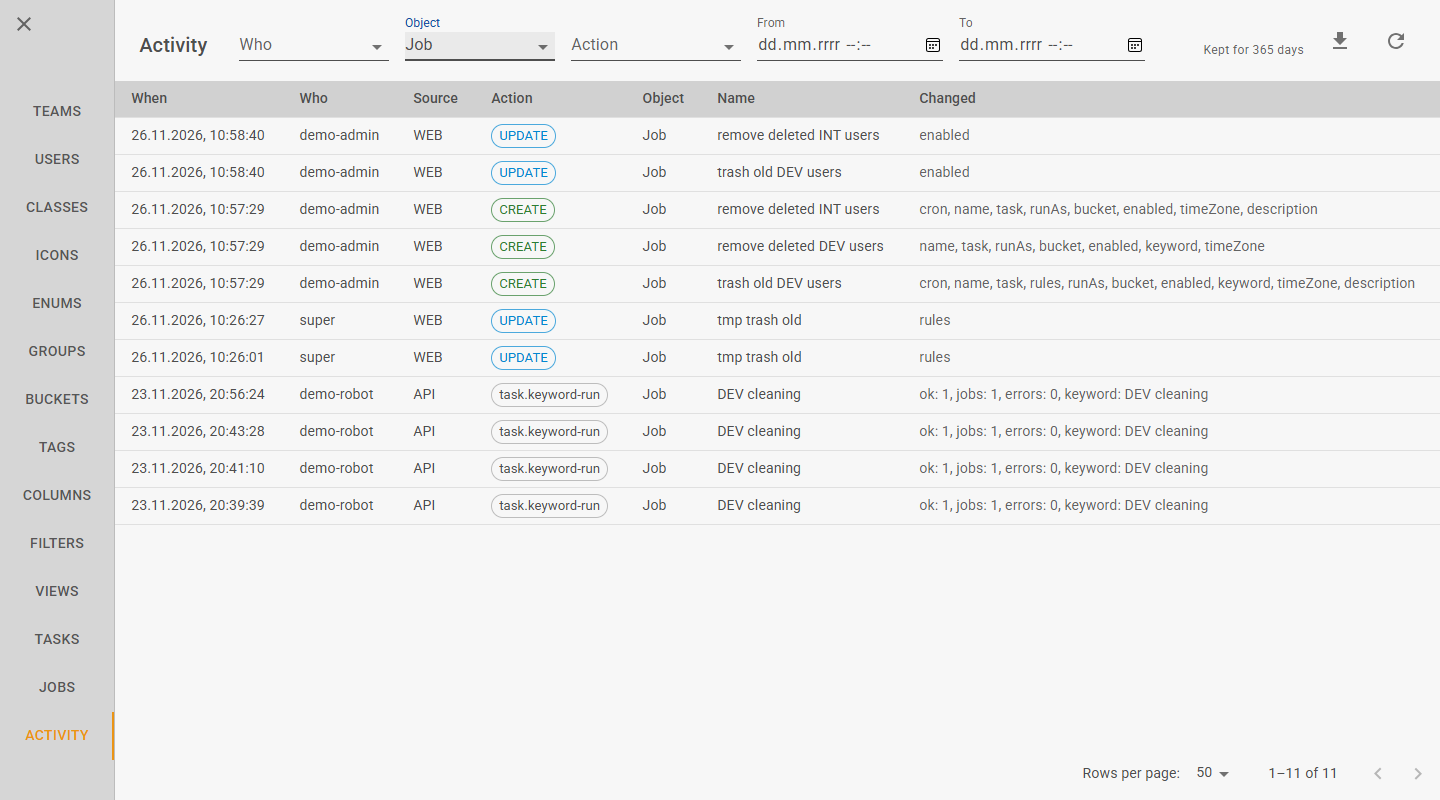 Activity
Who
Object
Job
Action
From
dd.mm.rrrr --:--
To
dd.mm.rrrr --:--
Kept for 365 days
TEAMS
USERS
CLASSES
ICONS
ENUMS
GROUPS
BUCKETS
TAGS
COLUMNS
FILTERS
VIEWS
TASKS
JOBS
ACTIVITY
When Who Source Action Object Name Changed
26.11.2026, 10:58:40 demo-admin WEB UPDATE Job remove deleted INT users enabled
26.11.2026, 10:58:40 demo-admin WEB UPDATE Job trash old DEV users enabled
26.11.2026, 10:57:29 demo-admin WEB CREATE Job remove deleted INT users cron, name, task, runAs, bucket, enabled, timeZone, description
26.11.2026, 10:57:29 demo-admin WEB CREATE Job remove deleted DEV users name, task, runAs, bucket, enabled, keyword, timeZone
26.11.2026, 10:57:29 demo-admin WEB CREATE Job trash old DEV users cron, name, task, rules, runAs, bucket, enabled, keyword, timeZone, description
26.11.2026, 10:26:27 super WEB UPDATE Job tmp trash old rules
26.11.2026, 10:26:01 super WEB UPDATE Job tmp trash old rules
23.11.2026, 20:56:24 demo-robot API task.keyword-run Job DEV cleaning ok: 1, jobs: 1, errors: 0, keyword: DEV cleaning
23.11.2026, 20:43:28 demo-robot API task.keyword-run Job DEV cleaning ok: 1, jobs: 1, errors: 0, keyword: DEV cleaning
23.11.2026, 20:41:10 demo-robot API task.keyword-run Job DEV cleaning ok: 1, jobs: 1, errors: 0, keyword: DEV cleaning
23.11.2026, 20:39:39 demo-robot API task.keyword-run Job DEV cleaning ok: 1, jobs: 1, errors: 0, keyword: DEV cleaning
Rows per page: 50 1–11 of 11